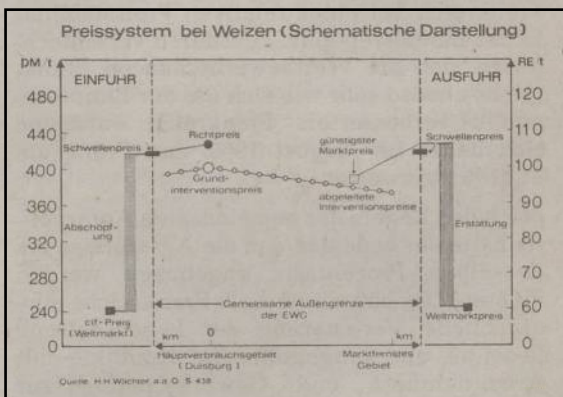 Preissystem bei Weizen (Schematische Darstellung)
DM/t
RE t
EINFUHR
AUSFUHR
480
440
400
360
320
280
240
0
120
110
100
90
80
70
60
0
Schwellenpreis
Richtpreis
günstigster
Marktpreis
Schwellenpreis
Grund-
interventionspreis
abgeleitete
Interventionspreise
Abschöpf-
ung
Erstattung
cif-Preis
(Weltmarkt)
Weltmarktpreis
Gemeinsame Außengrenze
der EWG
km
0
km
Hauptverbrauchsgebiet
(Duisburg)
Marktfernstes
Gebiet
Quelle: H.H. Wächter a.a.O. S 438